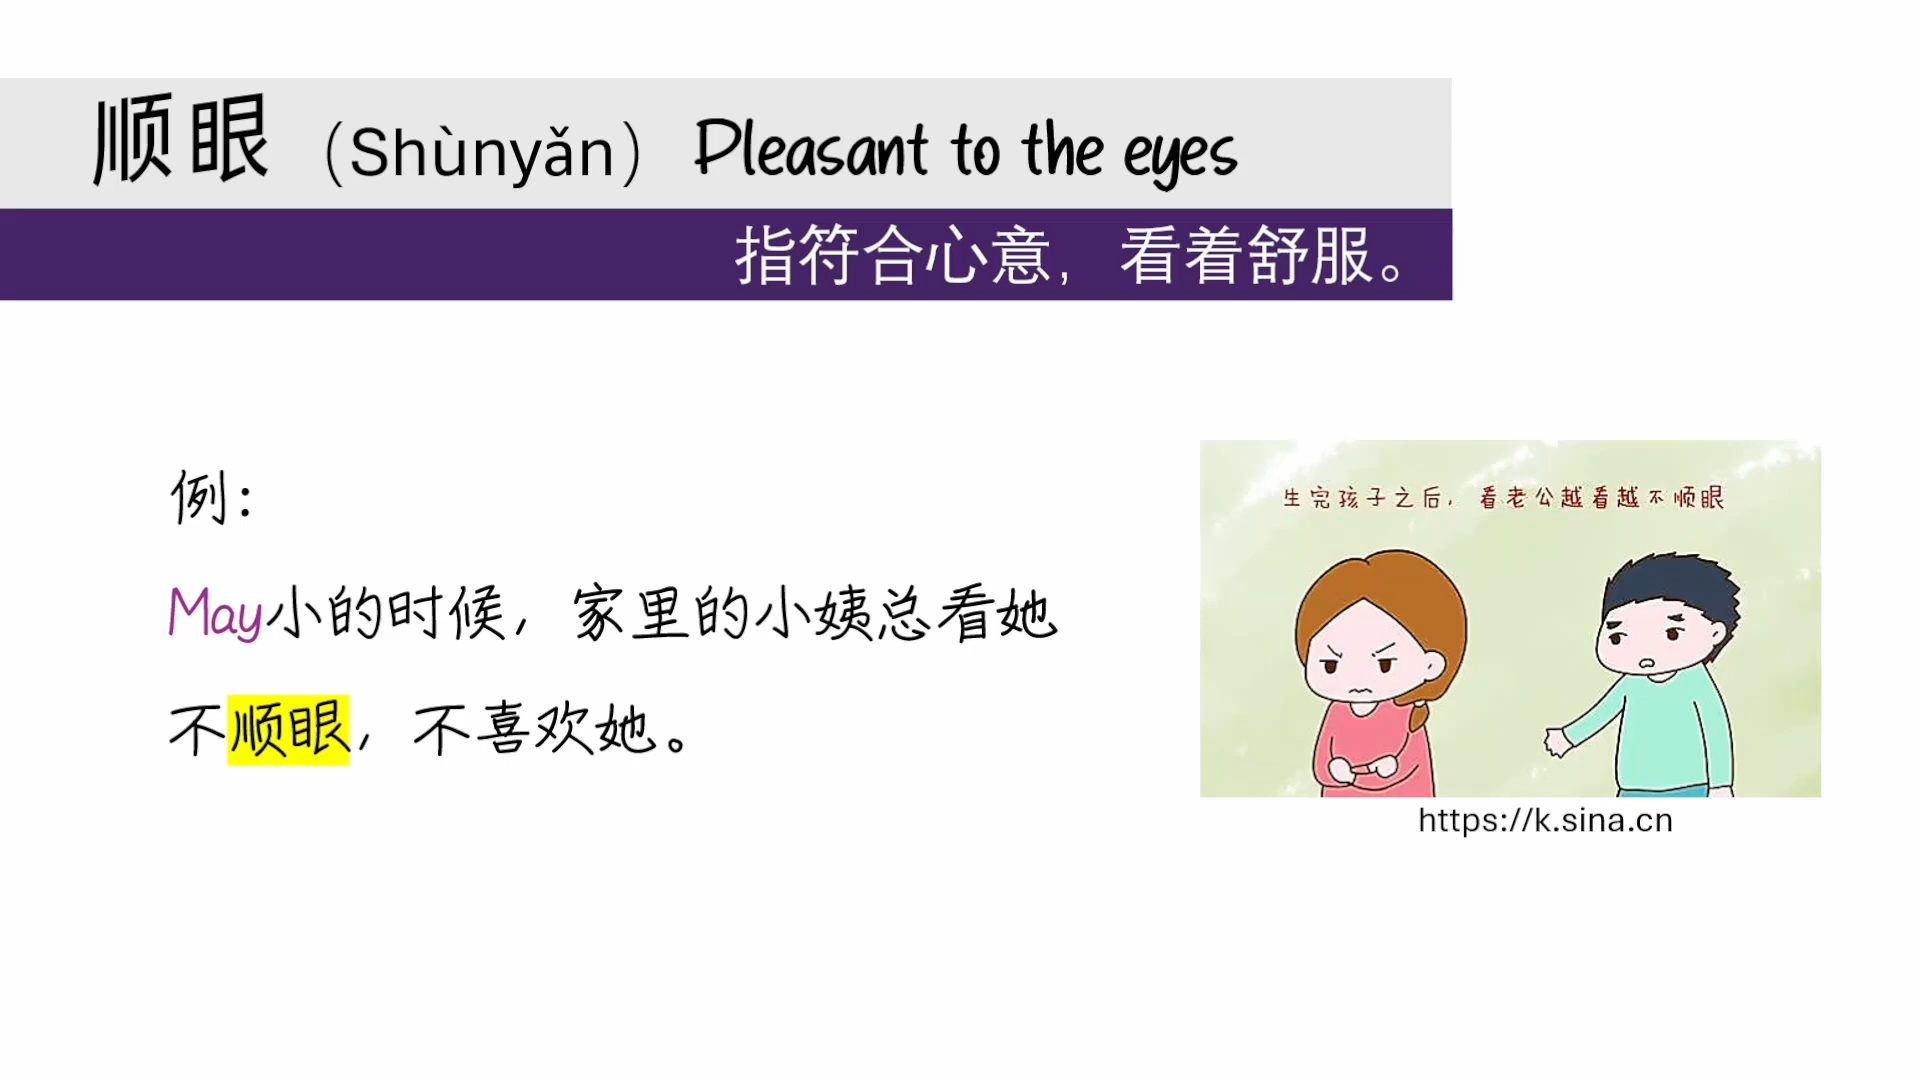 顺眼（Shùnyǎn）Pleasant to the eyes
指符合心意，看着舒服。
例：
May小的时候，家里的小姨总看她
不顺眼，不喜欢她。
生完孩子之后，看老公越看越不顺眼
https://k.sina.cn